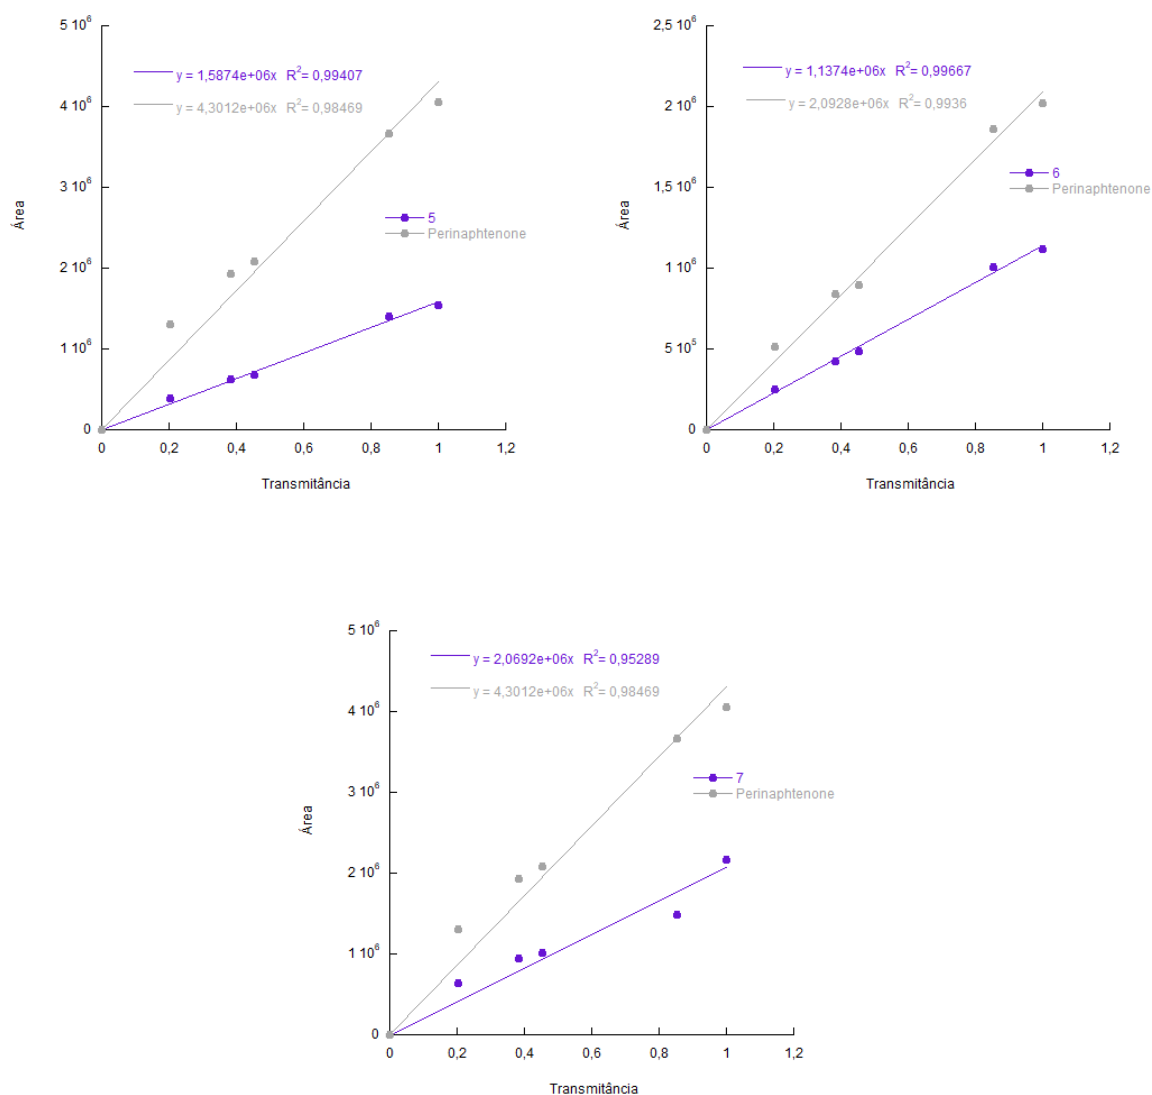 5 10⁶
y = 1,5874e+06x R²= 0,99407
4 10⁶
y = 4,3012e+06x R²= 0,98469
3 10⁶
Área
5
Perinaphtenone
2 10⁶
1 10⁶
0
0 0,2 0,4 0,6 0,8 1 1,2
Transmitância
2,5 10⁶
y = 1,1374e+06x R²= 0,99667
2 10⁶
y = 2,0928e+06x R²= 0,9936
6
Perinaphtenone
1,5 10⁶
Área
1 10⁶
5 10⁵
0
0 0,2 0,4 0,6 0,8 1 1,2
Transmitância
5 10⁶
y = 2,0692e+06x R²= 0,95289
y = 4,3012e+06x R²= 0,98469
4 10⁶
7
Perinaphtenone
3 10⁶
Área
2 10⁶
1 10⁶
0
0 0,2 0,4 0,6 0,8 1 1,2
Transmitância